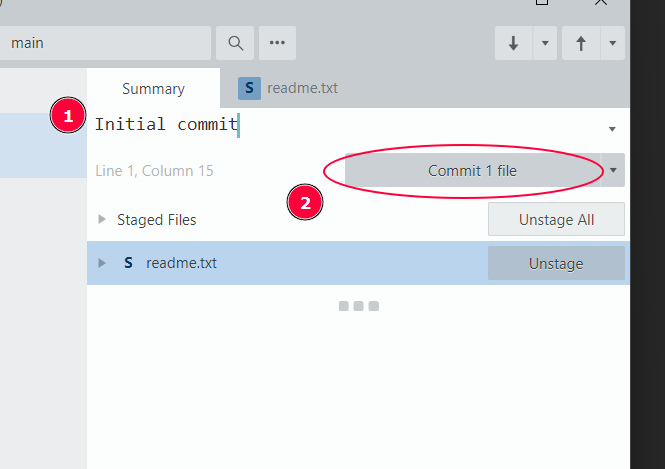 main
Summary
S readme.txt
1
Initial commit
Line 1, Column 15
Commit 1 file
2
Staged Files
Unstage All
S readme.txt
Unstage